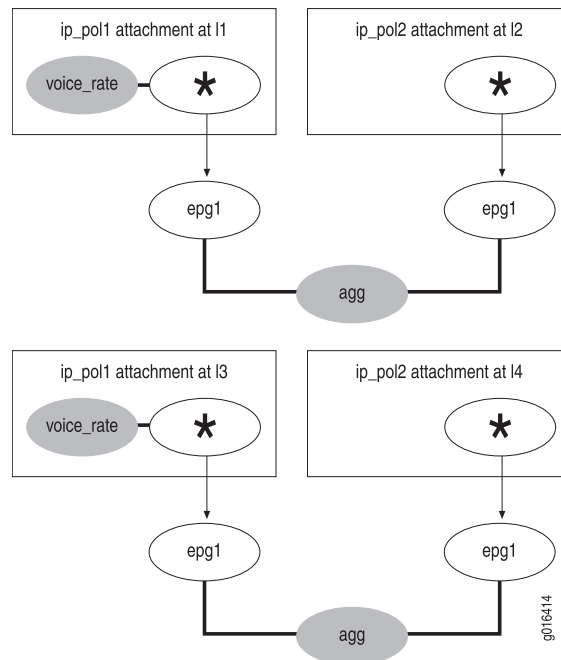 ip_pol1 attachment at l1
ip_pol2 attachment at l2
voice_rate
*
*
epg1
epg1
agg
ip_pol1 attachment at l3
ip_pol2 attachment at l4
voice_rate
*
*
epg1
epg1
agg
g016414